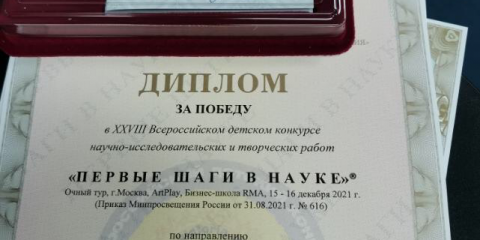 ДИПЛОМ
ЗА ПОБЕДУ
в XXVIII Всероссийском детском конкурсе
научно-исследовательских и творческих работ
«ПЕРВЫЕ ШАГИ В НАУКЕ»®
Очный тур, г.Москва, ArtPlay, Бизнес-школа RMA, 15 - 16 декабря 2021 г.
(Приказ Минпросвещения России от 31.08.2021 г. № 616)
по направлению